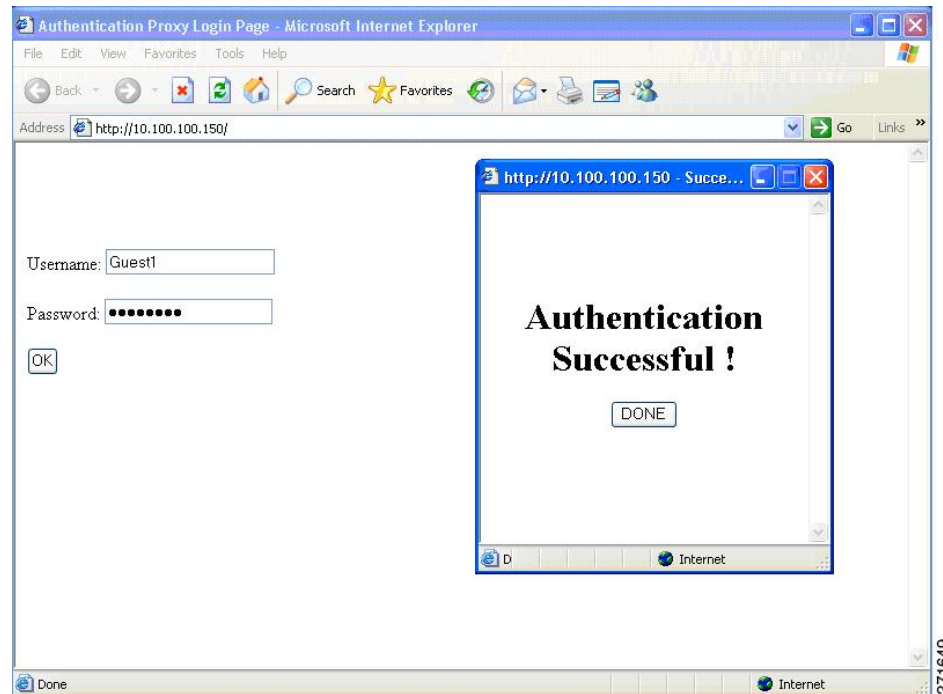 Authentication Proxy Login Page - Microsoft Internet Explorer
File Edit View Favorites Tools Help
Back Search Favorites
Address http://10.100.100.150/ Go Links »
http://10.100.100.150 - Succe...
Username: Guest1
Password: ••••••••
OK
Authentication
Successful !
DONE
D Internet
Done Internet
271649